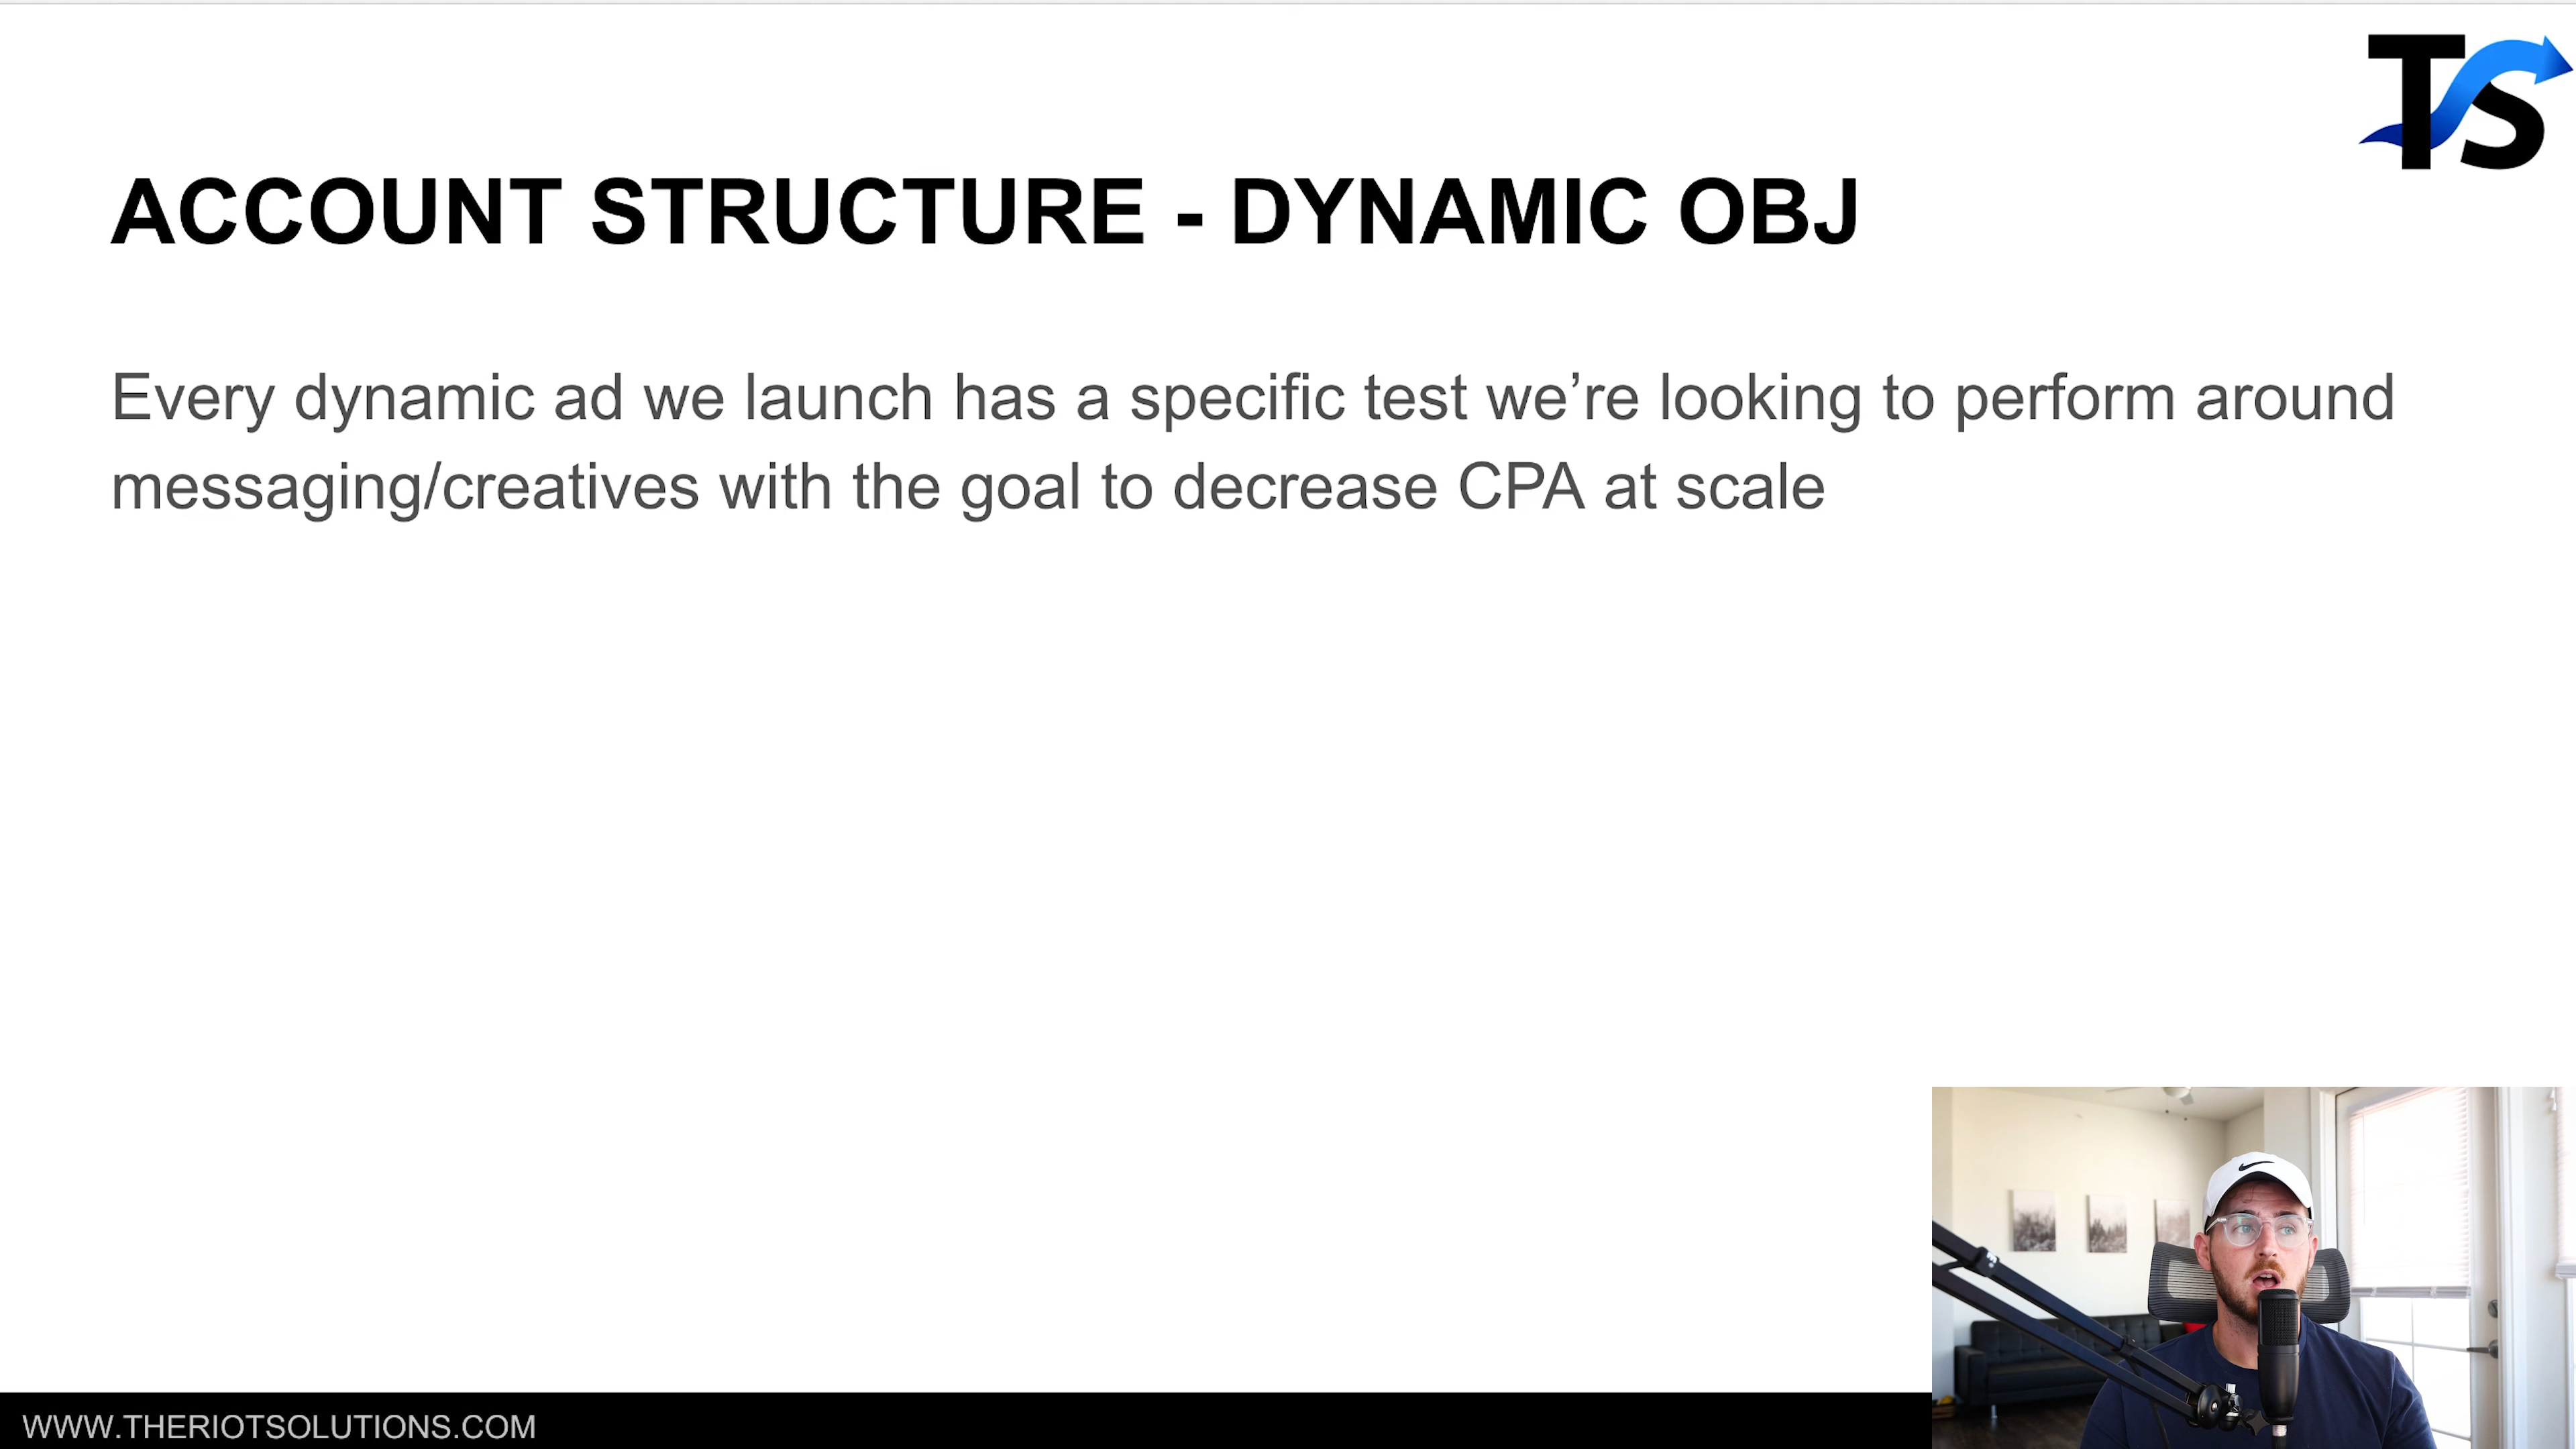 TS
ACCOUNT STRUCTURE - DYNAMIC OBJ
Every dynamic ad we launch has a specific test we’re looking to perform around
messaging/creatives with the goal to decrease CPA at scale
WWW.THERIOTSOLUTIONS.COM